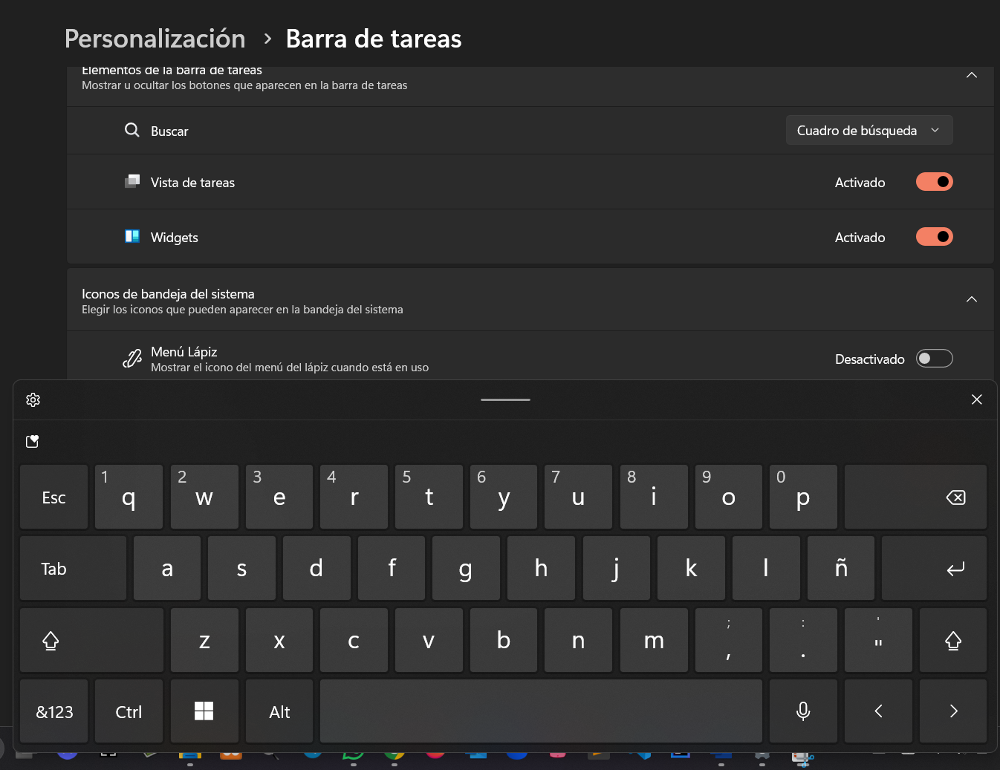 Personalización > Barra de tareas
Elementos de la barra de tareas
Mostrar u ocultar los botones que aparecen en la barra de tareas
Buscar Cuadro de búsqueda
Vista de tareas Activado
Widgets Activado
Iconos de bandeja del sistema
Elegir los iconos que pueden aparecer en la bandeja del sistema
Menú Lápiz
Mostrar el icono del menú del lápiz cuando está en uso
Desactivado
1 2 3 4 5 6 7 8 9 0
Esc q w e r t y u i o p
Tab a s d f g h j k l ñ
; : '
z x c v b n m , . "
&123 Ctrl Alt < >